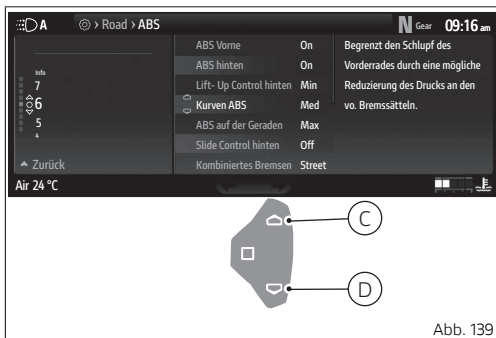 A Road > ABS N Gear 09:16 am
Info
7
6
5
4
Zurück
ABS Vorne On
ABS hinten On
Lift- Up Control hinten Min
Kurven ABS Med
ABS auf der Geraden Max
Slide Control hinten Off
Kombiniertes Bremsen Street
Begrenzt den Schlupf des
Vorderrades durch eine mögliche
Reduzierung des Drucks an den
vo. Bremssätteln.
Air 24 °C
C
D
Abb. 139